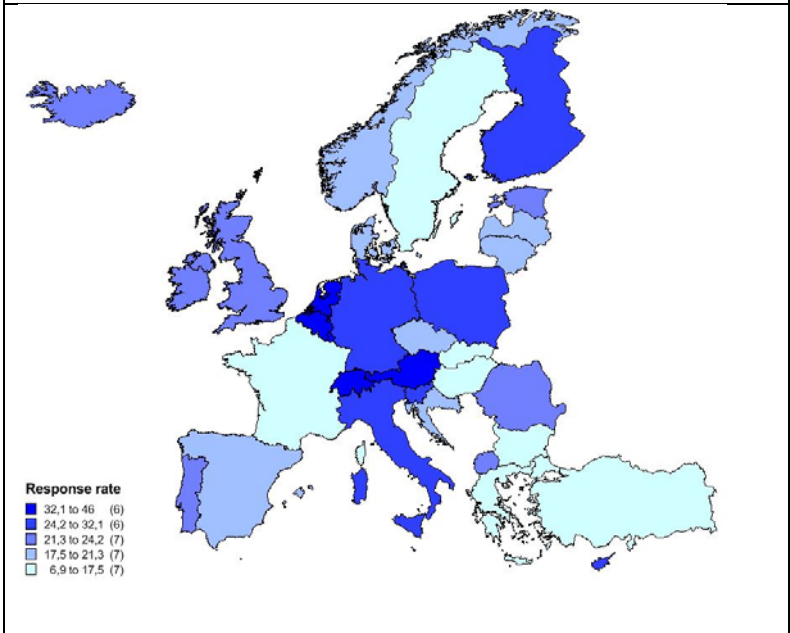 Response rate
32,1 to 46 (6)
24,2 to 32,1 (6)
21,3 to 24,2 (7)
17,5 to 21,3 (7)
6,9 to 17,5 (7)